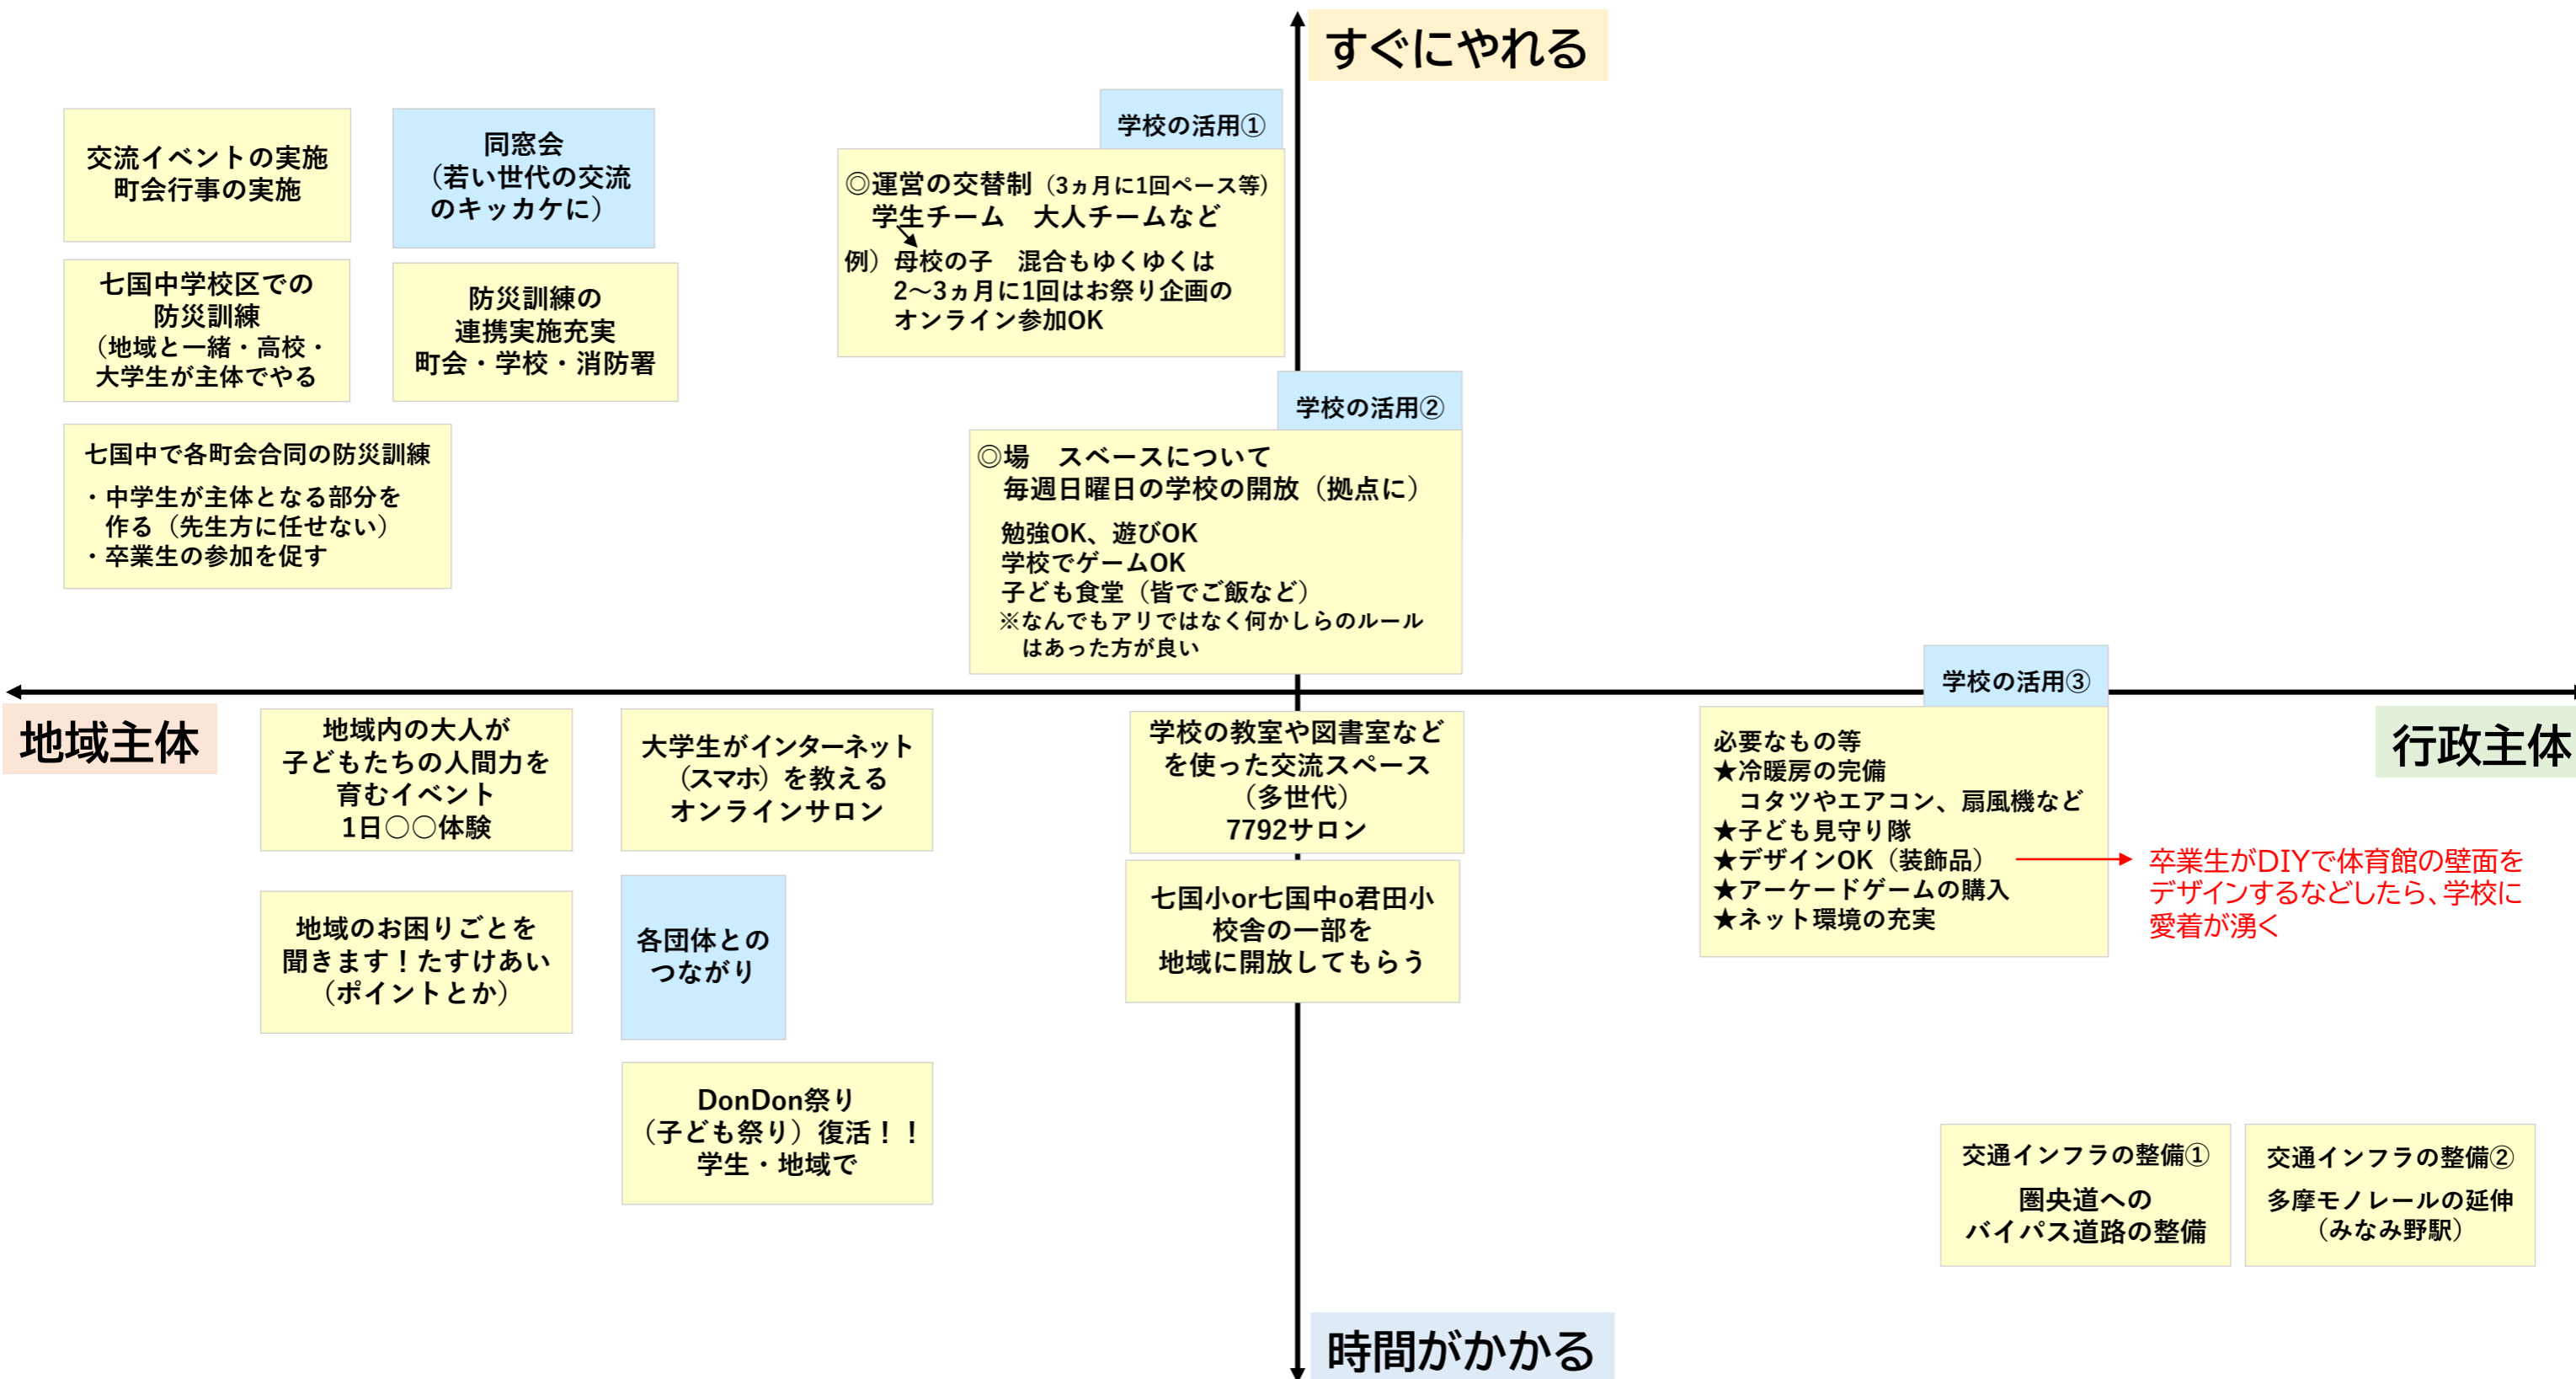 すぐにやれる
交流イベントの実施
町会行事の実施
同窓会
（若い世代の交流
のキッカケに）
学校の活用①
◎運営の交替制（3ヵ月に1回ペース等）
学生チーム　大人チームなど
例）母校の子　混合もゆくゆくは
2～3ヵ月に1回はお祭り企画の
オンライン参加OK
七国中学校区での
防災訓練
（地域と一緒・高校・
大学生が主体でやる
防災訓練の
連携実施充実
町会・学校・消防署
学校の活用②
◎場　スペースについて
毎週日曜日の学校の開放（拠点に）
勉強OK、遊びOK
学校でゲームOK
子ども食堂（皆でご飯など）
※なんでもアリではなく何かしらのルール
はあった方が良い
七国中で各町会合同の防災訓練
・中学生が主体となる部分を
作る（先生方に任せない）
・卒業生の参加を促す
地域主体
行政主体
地域内の大人が
子どもたちの人間力を
育むイベント
1日○○体験
大学生がインターネット
（スマホ）を教える
オンラインサロン
学校の教室や図書室など
を使った交流スペース
（多世代）
7792サロン
学校の活用③
必要なもの等
★冷暖房の完備
コタツやエアコン、扇風機など
★子ども見守り隊
★デザインOK（装飾品）
★アーケードゲームの購入
★ネット環境の充実
卒業生がDIYで体育館の壁面を
デザインするなどしたら、学校に
愛着が湧く
地域のお困りごとを
聞きます！たすけあい
（ポイントとか）
各団体との
つながり
七国小or七国中o君田小
校舎の一部を
地域に開放してもらう
DonDon祭り
（子ども祭り）復活！！
学生・地域で
交通インフラの整備①
圏央道への
バイパス道路の整備
交通インフラの整備②
多摩モノレールの延伸
（みなみ野駅）
時間がかかる